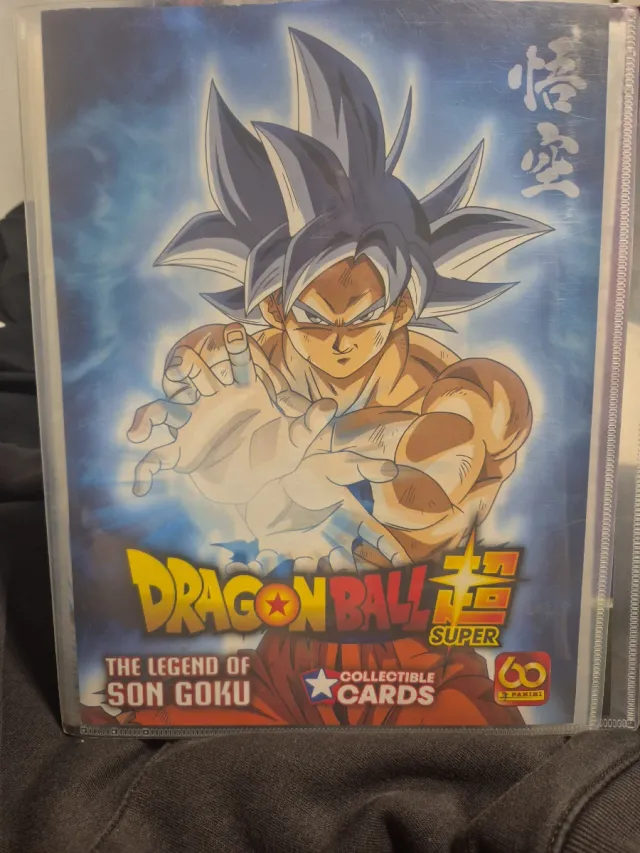 悟空
DRAGON BALL 超
SUPER
THE LEGEND OF
SON GOKU
COLLECTIBLE
CARDS
60
PANINI